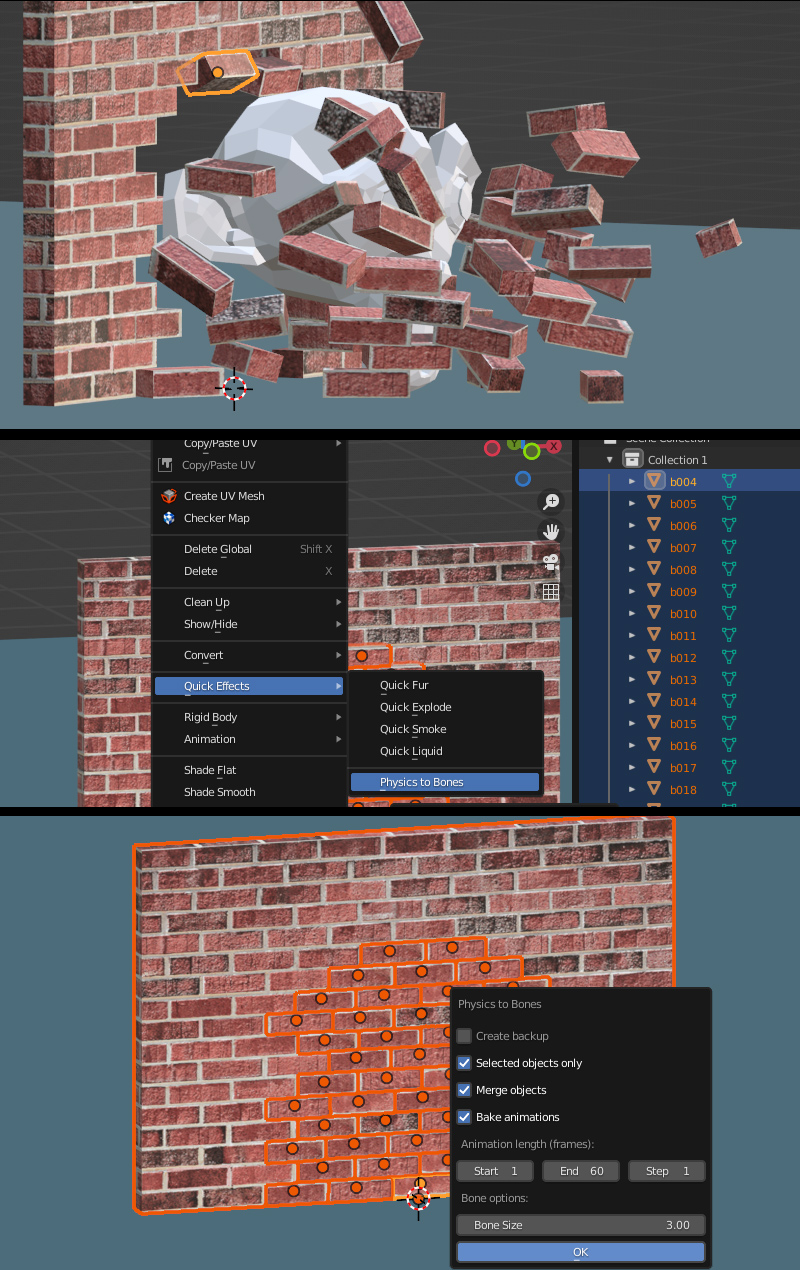 Copy/Paste UV
Copy/Paste UV
Create UV Mesh
Checker Map
Delete Global Shift X
Delete X
Clean Up
Show/Hide
Convert
Quick Effects
Rigid Body
Animation
Shade Flat
Shade Smooth
Quick Fur
Quick Explode
Quick Smoke
Quick Liquid
Physics to Bones
Y
X
Scene Collection
Collection 1
b004
b005
b006
b007
b008
b009
b010
b011
b012
b013
b014
b015
b016
b017
b018
Physics to Bones
Create backup
Selected objects only
Merge objects
Bake animations
Animation length (frames):
Start 1 End 60 Step 1
Bone options:
Bone Size 3.00
OK